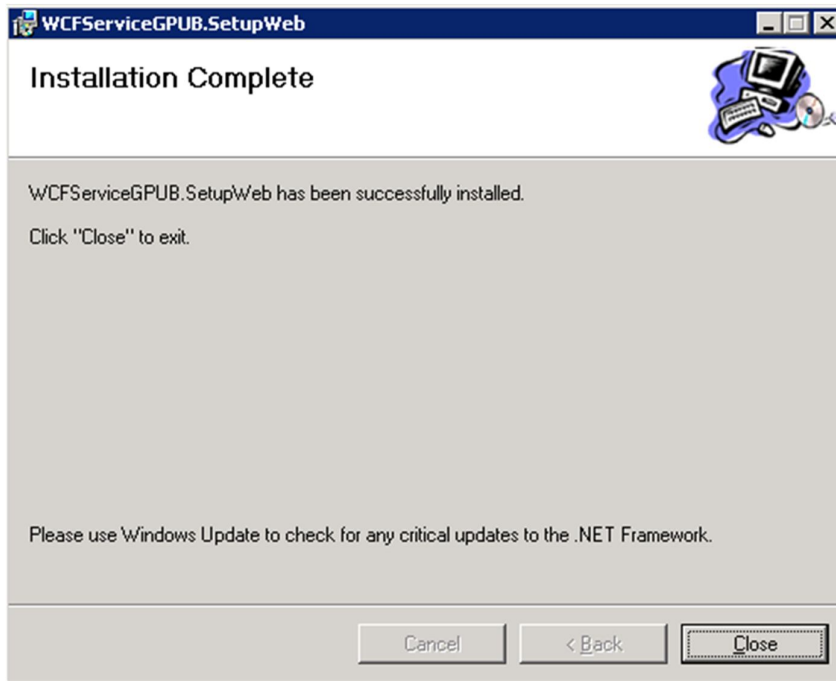 WCFServiceGPUB.SetupWeb
Installation Complete
WCFServiceGPUB.SetupWeb has been successfully installed.
Click "Close" to exit.
Please use Windows Update to check for any critical updates to the .NET Framework.
Cancel
< Back
Close